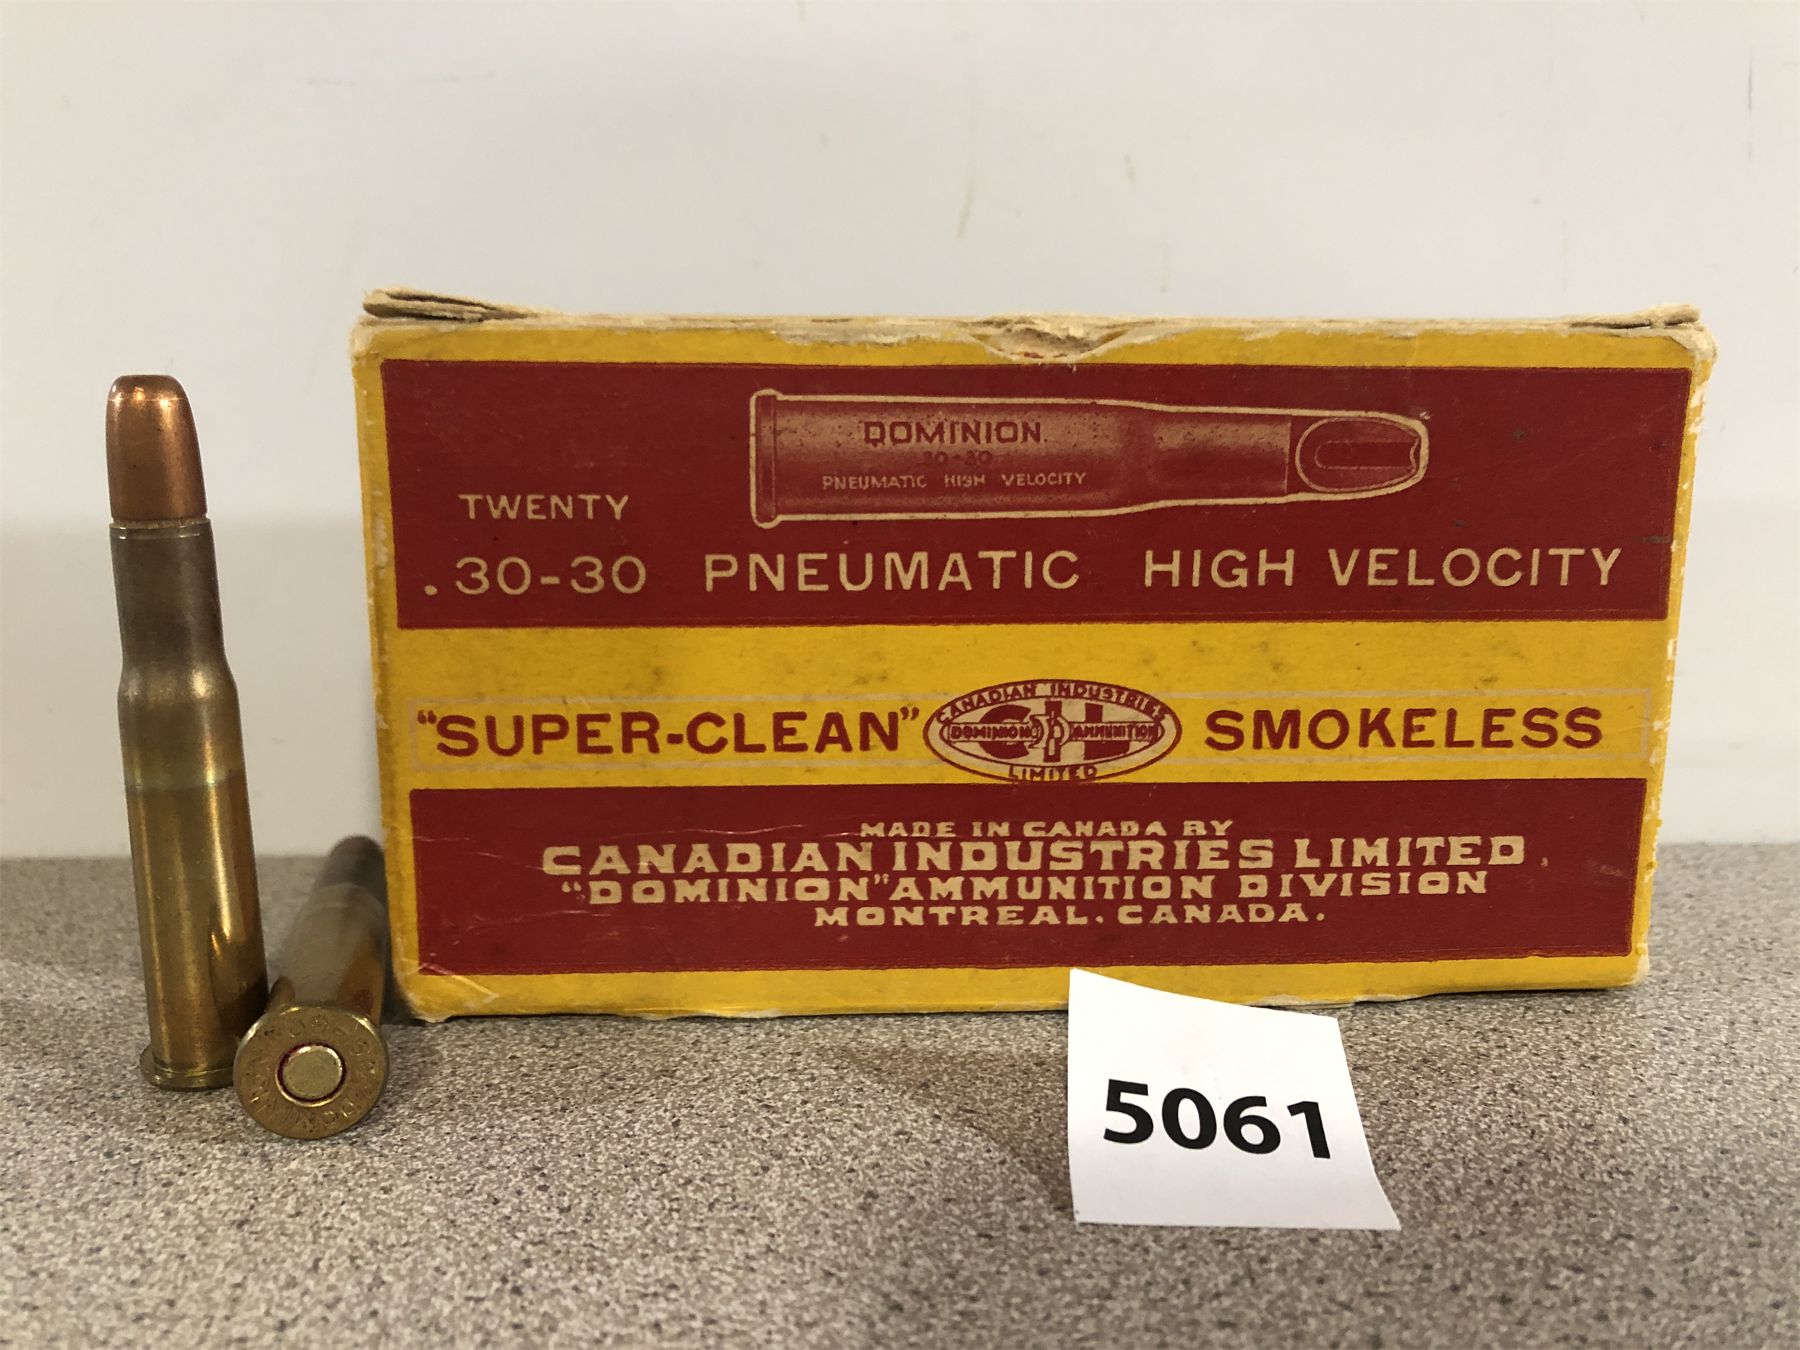 DOMINION
30-30
PNEUMATIC HIGH VELOCITY
TWENTY
.30-30 PNEUMATIC HIGH VELOCITY
"SUPER-CLEAN" SMOKELESS
CANADIAN INDUSTRIES
DOMINION AMMUNITION
LIMITED
MADE IN CANADA BY
CANADIAN INDUSTRIES LIMITED
"DOMINION" AMMUNITION DIVISION
MONTREAL. CANADA.
5061
DOMINION